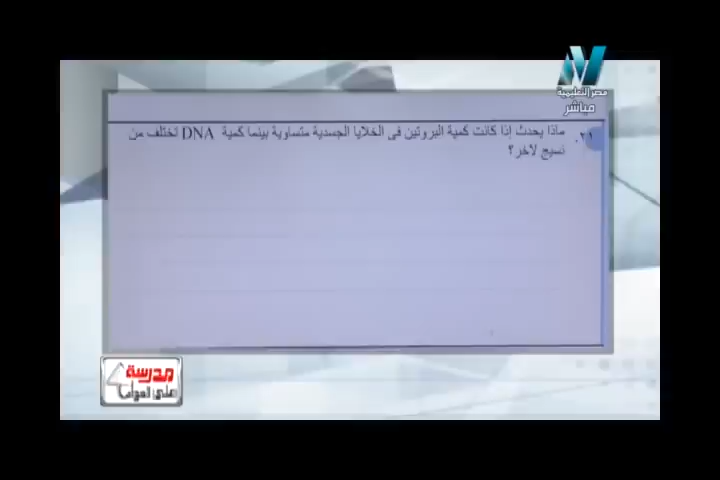 مصر التعليمية
مباشر
٢١. ماذا يحدث إذا كانت كمية البروتين فى الخلايا الجسدية متساوية بينما كمية DNA تختلف من
نسيج لآخر؟
مدرسة
على الهواء